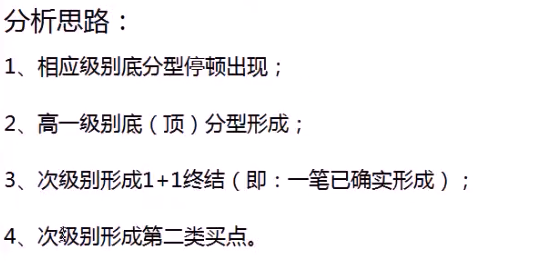 分析思路：
1、相应级别底分型停顿出现；
2、高一级别底（顶）分型形成；
3、次级别形成1+1终结（即：一笔已确实形成）；
4、次级别形成第二类买点。